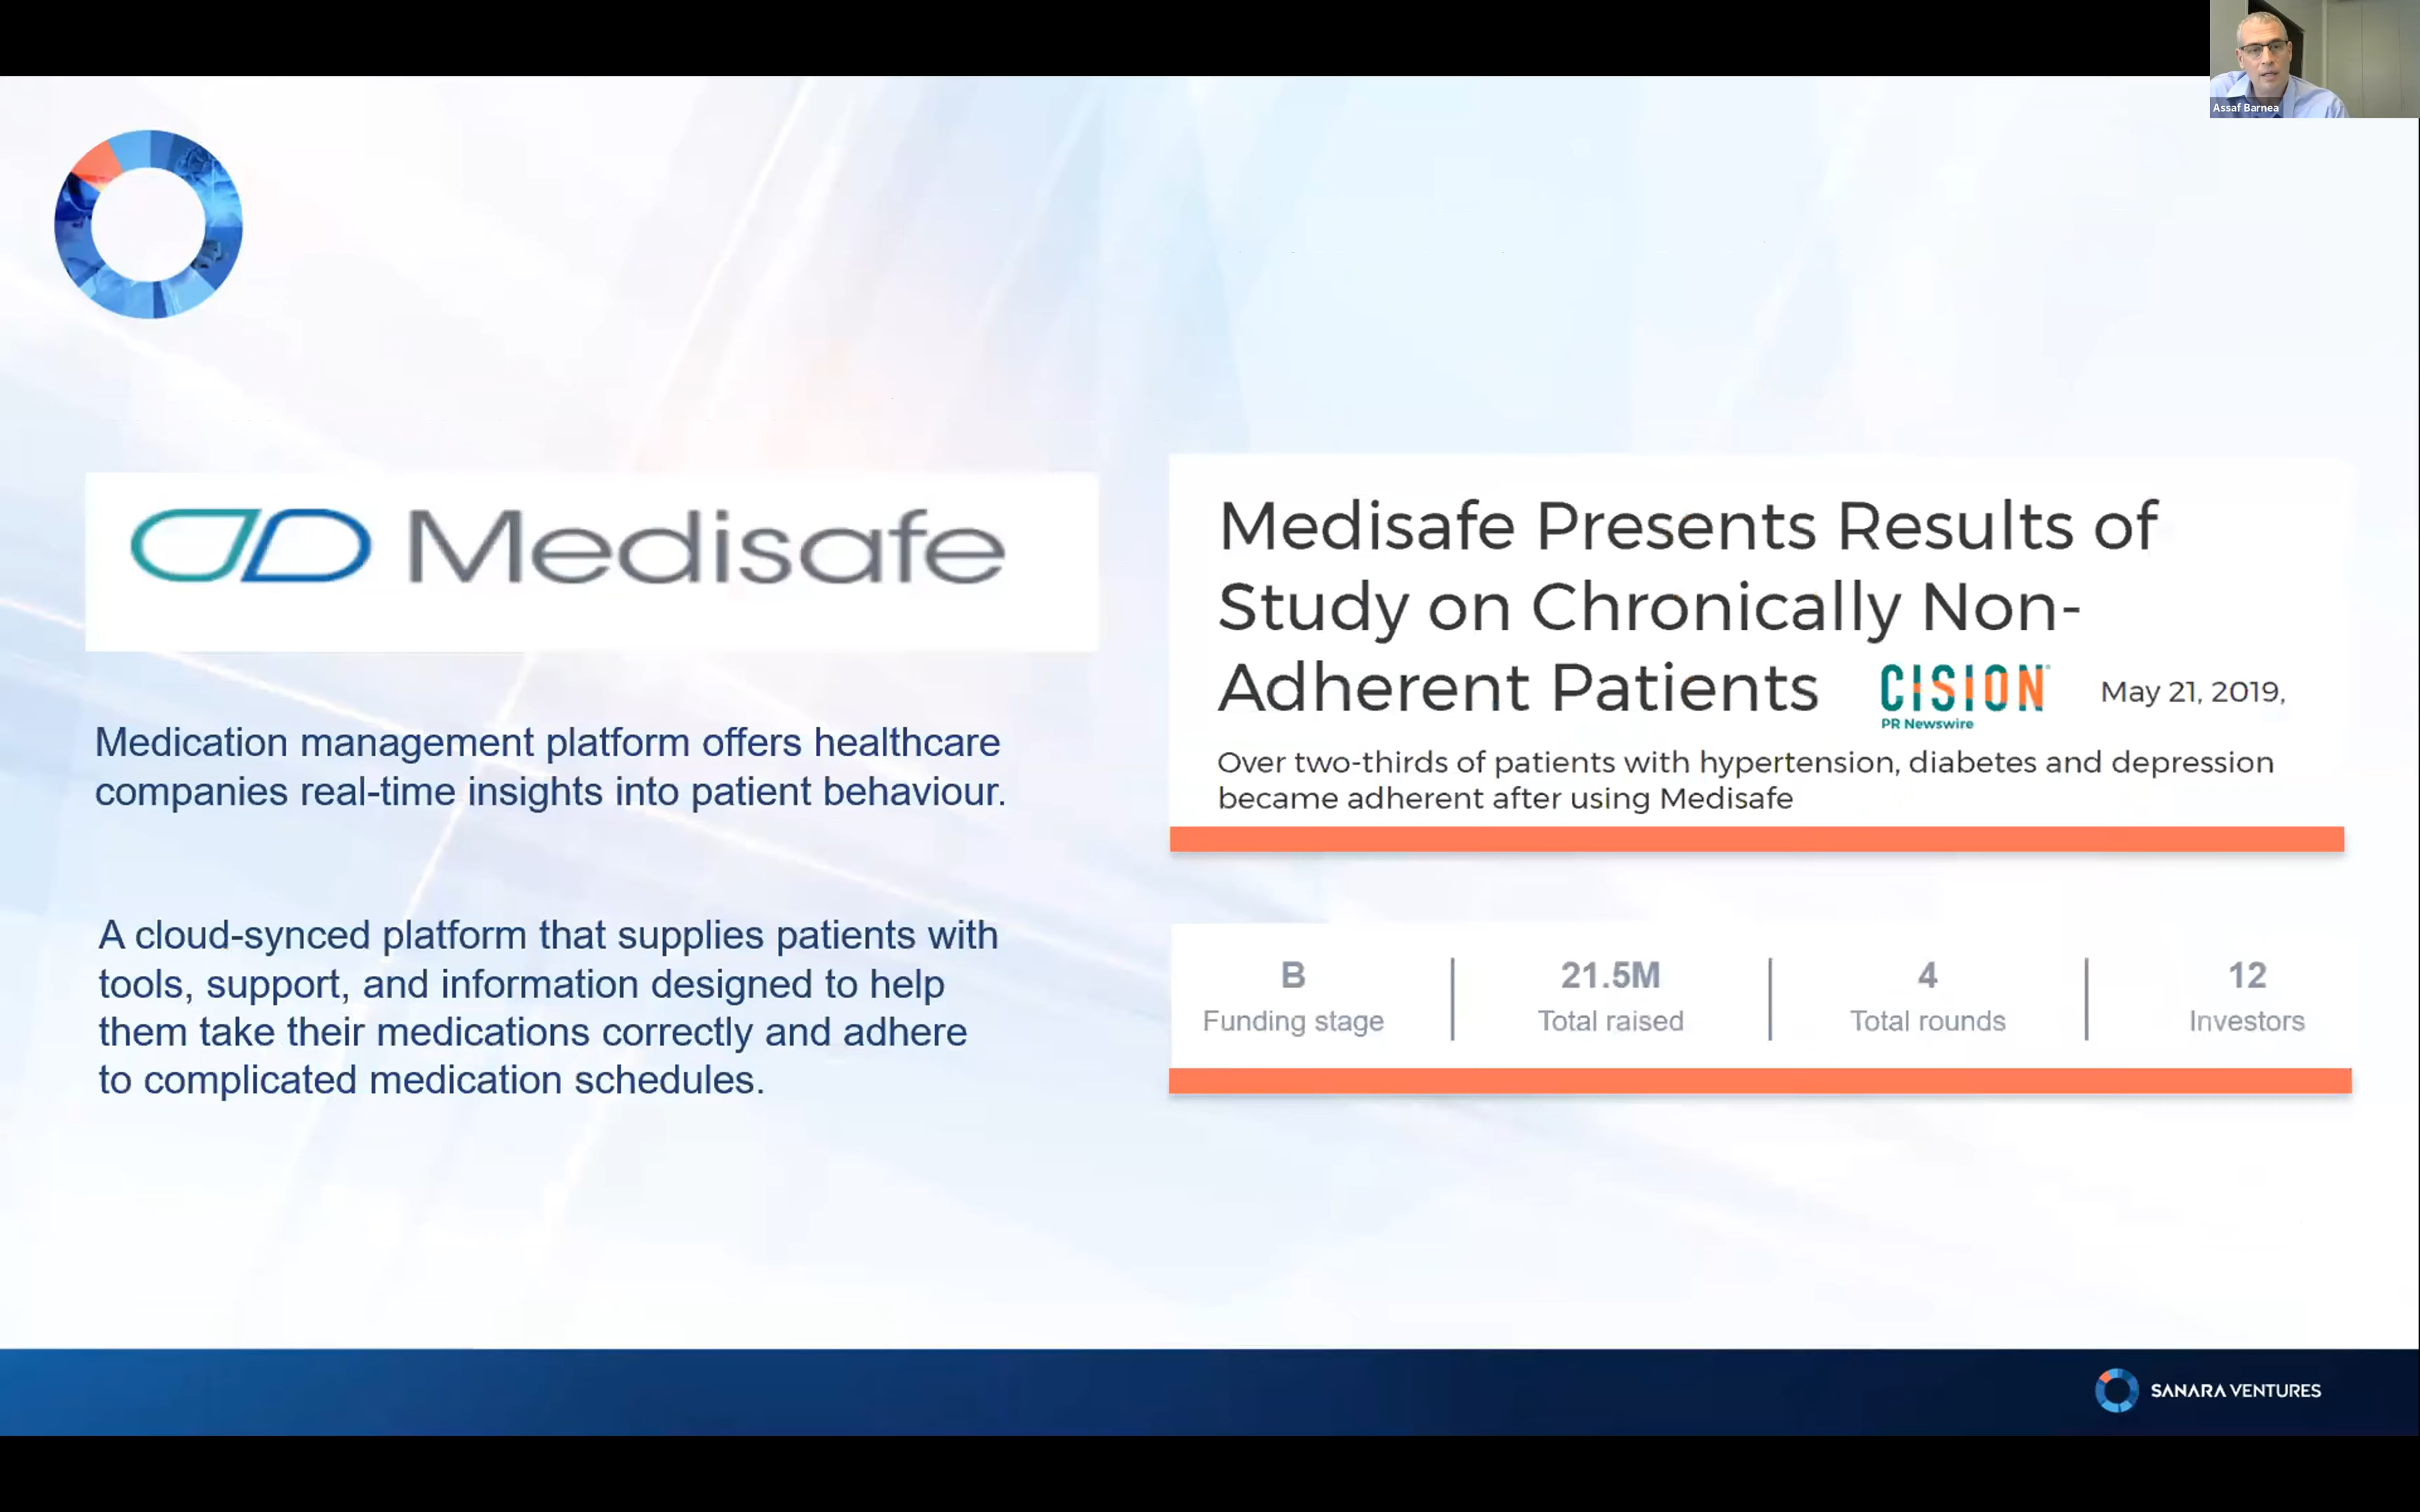 Assaf Barnea
Medisafe
Medication management platform offers healthcare
companies real-time insights into patient behaviour.
A cloud-synced platform that supplies patients with
tools, support, and information designed to help
them take their medications correctly and adhere
to complicated medication schedules.
Medisafe Presents Results of
Study on Chronically Non-
Adherent Patients
CISION
PR Newswire
May 21, 2019,
Over two-thirds of patients with hypertension, diabetes and depression
became adherent after using Medisafe
B
Funding stage
21.5M
Total raised
4
Total rounds
12
Investors
SANARA VENTURES